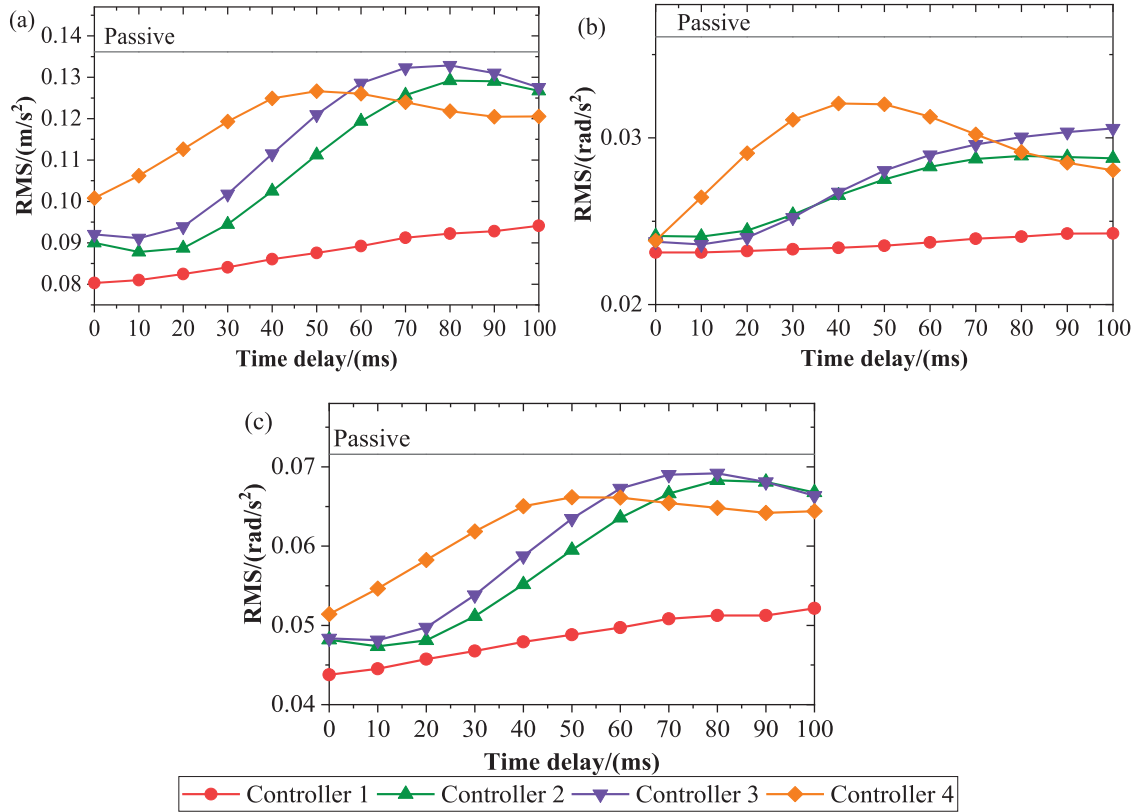 (a)
Passive
0.14
0.13
0.12
0.11
0.10
0.09
0.08
RMS/(m/s²)
0 10 20 30 40 50 60 70 80 90 100
Time delay/(ms)
(b)
Passive
0.03
0.02
RMS/(rad/s²)
0 10 20 30 40 50 60 70 80 90 100
Time delay/(ms)
(c)
Passive
0.07
0.06
0.05
0.04
RMS/(rad/s²)
0 10 20 30 40 50 60 70 80 90 100
Time delay/(ms)
Controller 1 Controller 2 Controller 3 Controller 4